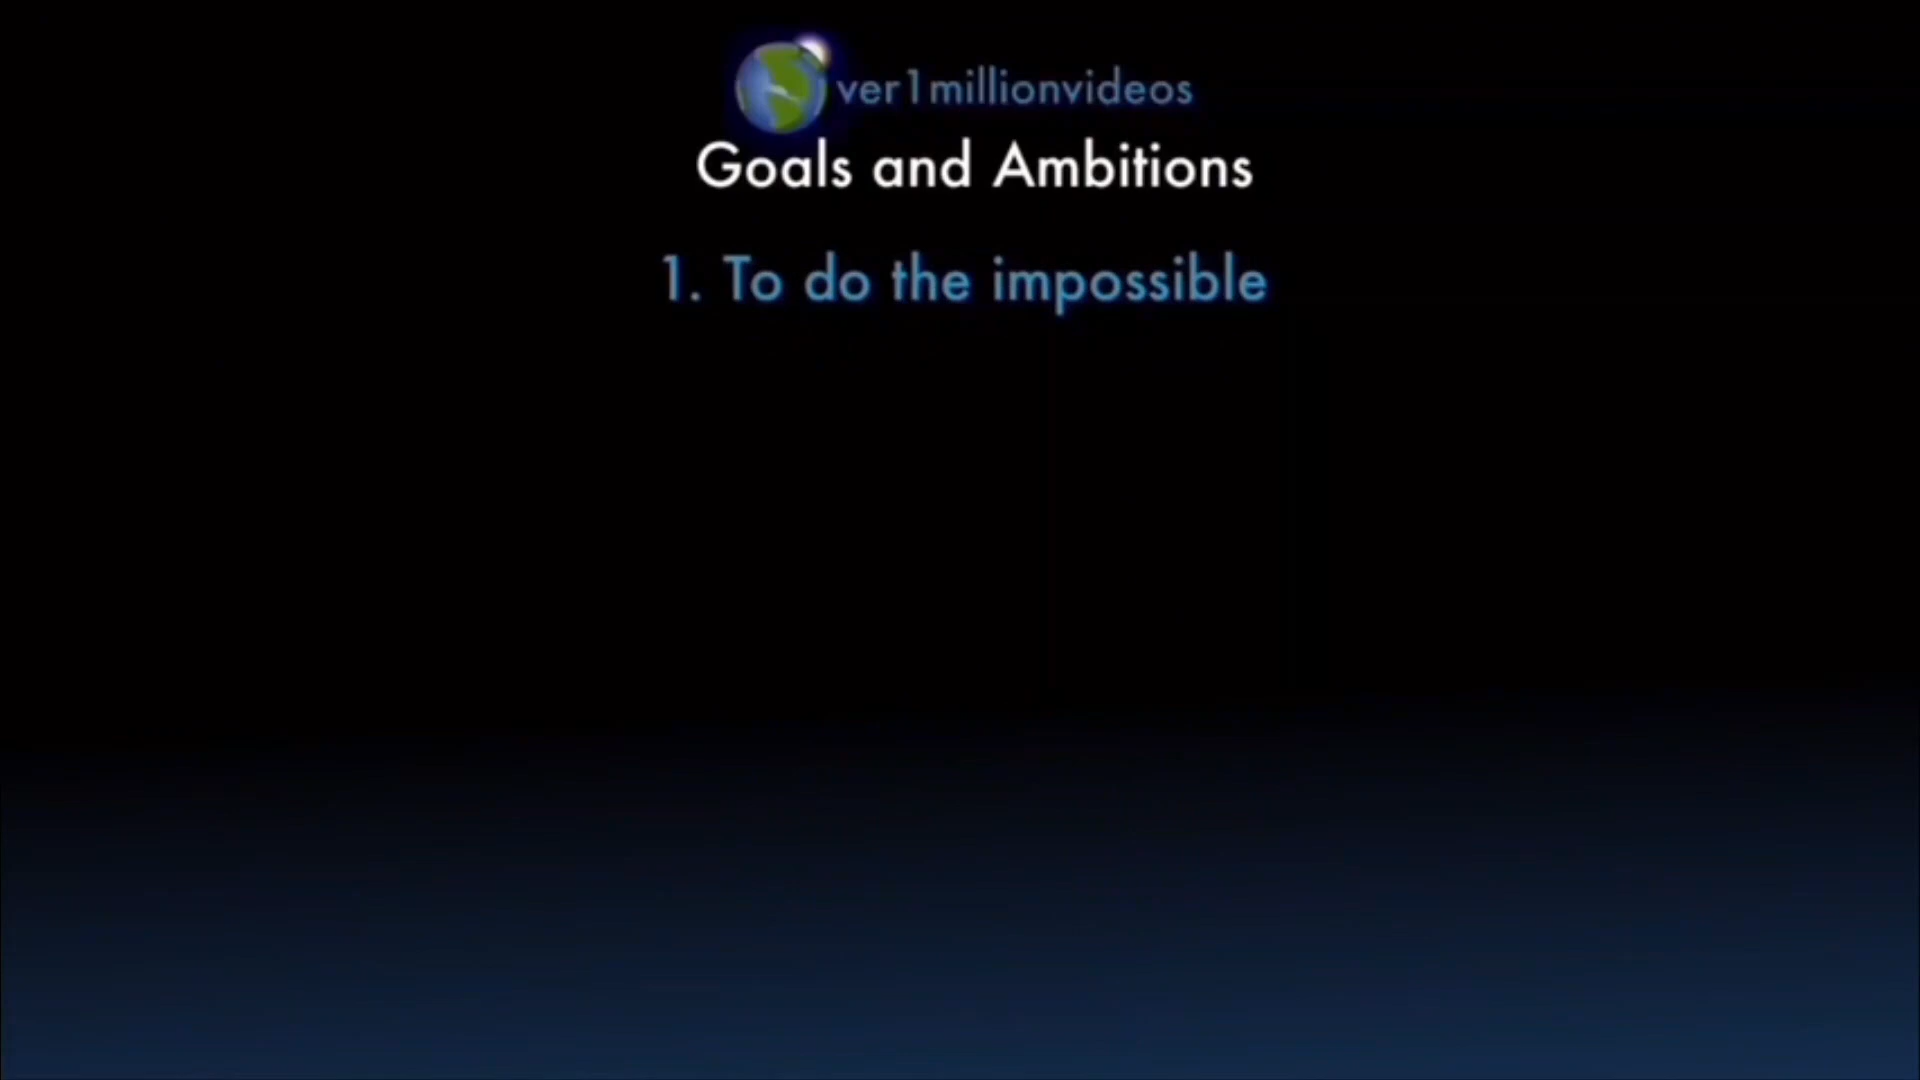 ver1millionvideos
Goals and Ambitions
1. To do the impossible